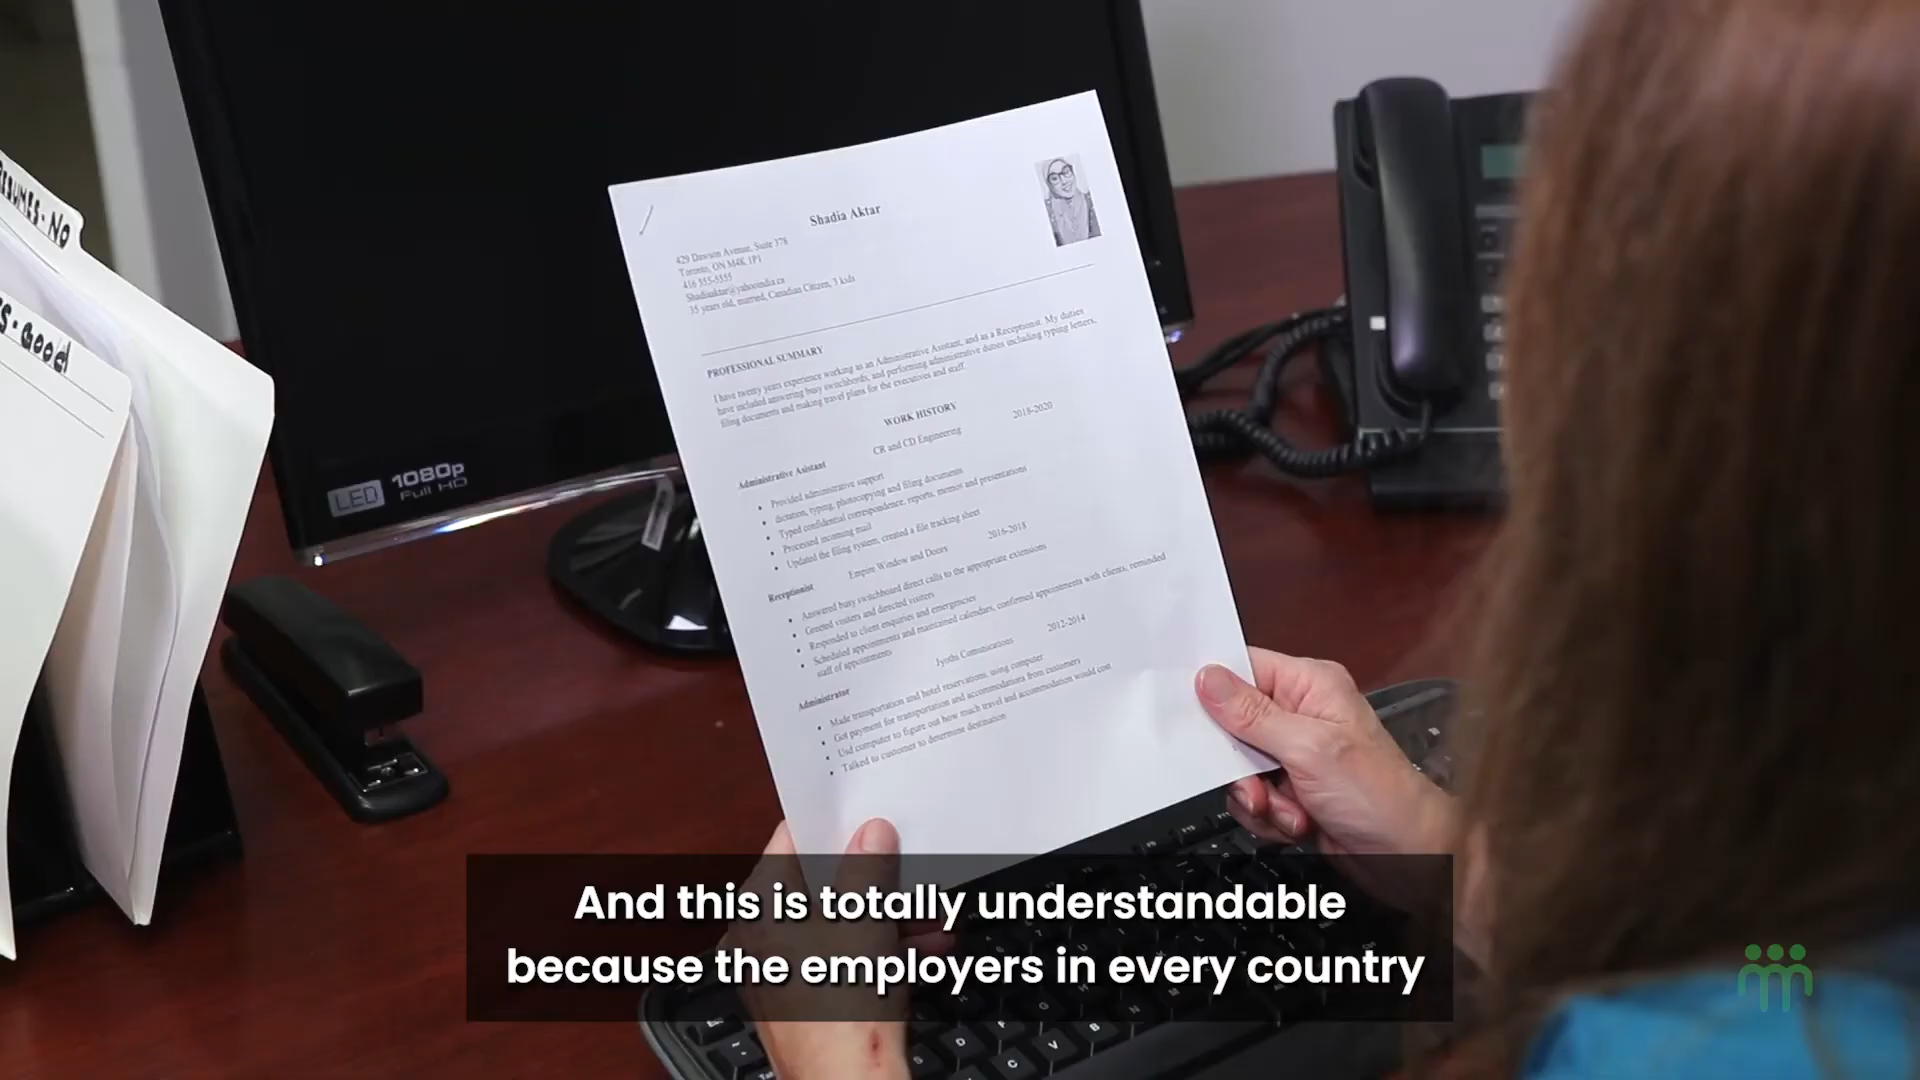 RESUMES - NO
S - Good
LED 1080p
Full HD
Shadia Aktar
429 Dawson Avenue, Suite 378
Toronto, ON M4K 1P1
416 555-5555
Shadiaaktar@yahooindia.ca
35 years old, married, Canadian Citizen, 3 kids
PROFESSIONAL SUMMARY
I have twenty years experience working as an Administrative Asistant, and as a Receptionist. My duties
have included answering busy switchbords, and performing administrative duties including typing letters,
filing documents and making travel plans for the executives and staff.
WORK HISTORY
CR and CD Engineering 2018-2020
Administrative Asistant
• Provided administrative support
• dictation, typing, photocopying and filing documents
• Typed confidential correspondence, reports, memos and presentations
• Processed incoming mail
• Updated the filing system, created a file tracking sheet
Empire Window and Doors 2016-2018
Receptionist
• Answered busy switchboard direct calls to the appropriate extensions
• Greeted visitors and directed visitors
• Responded to client enquiries and emergencies
• Scheduled appointments and maintained calendars, confirmed appointments with clients, reminded
staff of appointments
Jyothi Comunications 2012-2014
Administrator
• Made transportation and hotel reservations, using computer
• Got payment for transportation and accommodations from customers
• Usd computer to figure out how much travel and accommodation would cost
• Talked to customer to determine destination
And this is totally understandable
because the employers in every country